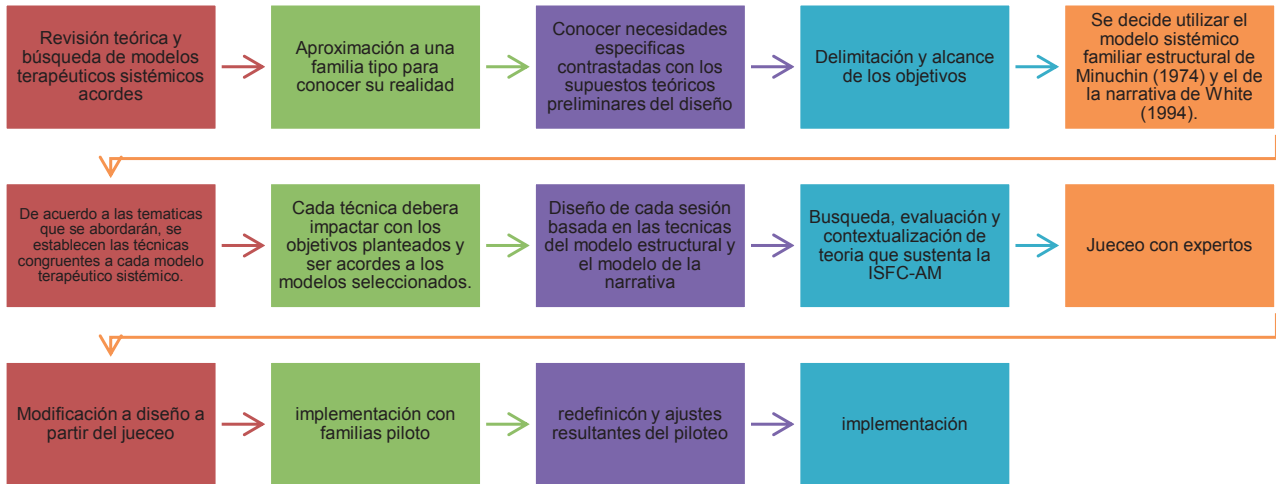 Revisión teórica y
búsqueda de modelos
terapéuticos sistémicos
acordes
Aproximación a una
familia tipo para
conocer su realidad
Conocer necesidades
especificas
contrastadas con los
supuestos teóricos
preliminares del diseño
Delimitación y alcance
de los objetivos
Se decide utilizar el
modelo sistémico
familiar estructural de
Minuchin (1974) y el de
la narrativa de White
(1994).
De acuerdo a las tematicas
que se abordarán, se
establecen las técnicas
congruentes a cada modelo
terapéutico sistémico.
Cada técnica debera
impactar con los
objetivos planteados y
ser acordes a los
modelos seleccionados.
Diseño de cada sesión
basada en las tecnicas
del modelo estructural y
el modelo de la
narrativa
Busqueda, evaluación y
contextualización de
teoria que sustenta la
ISFC-AM
Jueceo con expertos
Modificación a diseño a
partir del jueceo
implementación con
familias piloto
redefinicón y ajustes
resultantes del piloteo
implementación